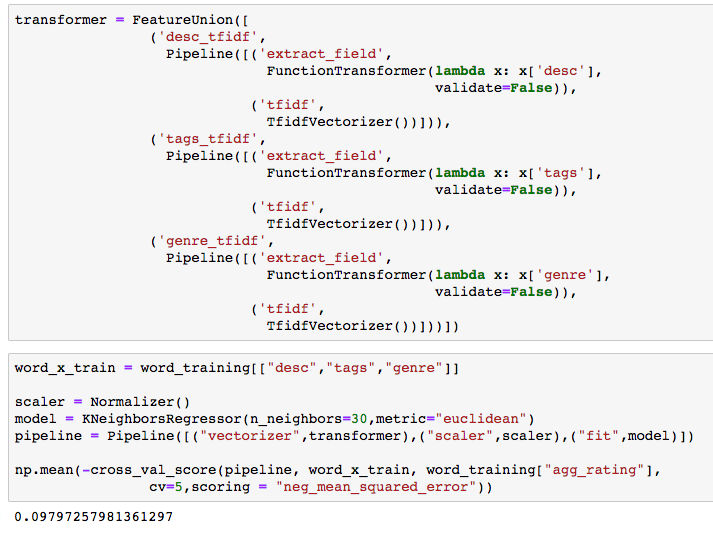 transformer = FeatureUnion([
                 ('desc_tfidf',
                   Pipeline([('extract_field',
                               FunctionTransformer(lambda x: x['desc'],
                                                    validate=False)),
                             ('tfidf',
                               TfidfVectorizer())])),
                 ('tags_tfidf',
                   Pipeline([('extract_field',
                               FunctionTransformer(lambda x: x['tags'],
                                                    validate=False)),
                             ('tfidf',
                               TfidfVectorizer())])),
                 ('genre_tfidf',
                   Pipeline([('extract_field',
                               FunctionTransformer(lambda x: x['genre'],
                                                    validate=False)),
                             ('tfidf',
                               TfidfVectorizer())]))])
word_x_train = word_training[["desc","tags","genre"]]
scaler = Normalizer()
model = KNeighborsRegressor(n_neighbors=30,metric="euclidean")
pipeline = Pipeline([("vectorizer",transformer),("scaler",scaler),("fit",model)])
np.mean(-cross_val_score(pipeline, word_x_train, word_training["agg_rating"],
                 cv=5,scoring = "neg_mean_squared_error"))
0.09797257981361297